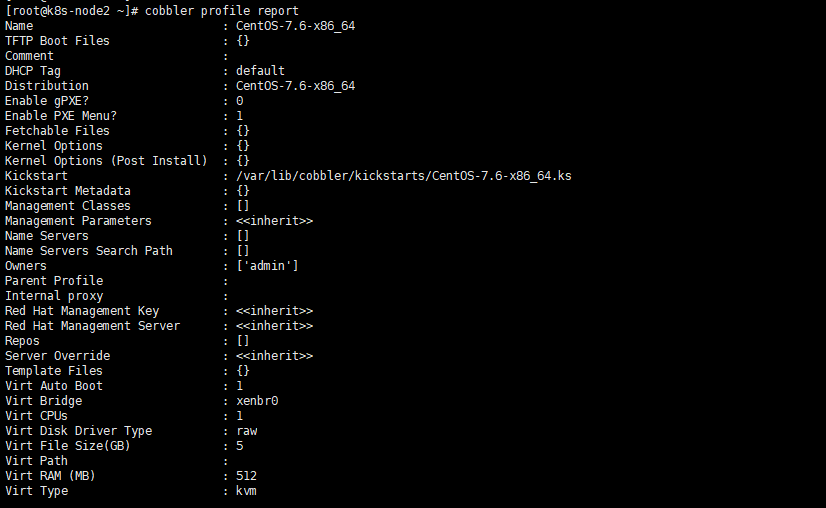 [root@k8s-node2 ~]# cobbler profile report
Name                           : CentOS-7.6-x86_64
TFTP Boot Files                : {}
Comment                        :
DHCP Tag                       : default
Distribution                   : CentOS-7.6-x86_64
Enable gPXE?                   : 0
Enable PXE Menu?               : 1
Fetchable Files                : {}
Kernel Options                 : {}
Kernel Options (Post Install)  : {}
Kickstart                      : /var/lib/cobbler/kickstarts/CentOS-7.6-x86_64.ks
Kickstart Metadata             : {}
Management Classes             : []
Management Parameters          : <<inherit>>
Name Servers                   : []
Name Servers Search Path       : []
Owners                         : ['admin']
Parent Profile                 :
Internal proxy                 :
Red Hat Management Key         : <<inherit>>
Red Hat Management Server      : <<inherit>>
Repos                          : []
Server Override                : <<inherit>>
Template Files                 : {}
Virt Auto Boot                 : 1
Virt Bridge                    : xenbr0
Virt CPUs                      : 1
Virt Disk Driver Type          : raw
Virt File Size(GB)             : 5
Virt Path                      :
Virt RAM (MB)                  : 512
Virt Type                      : kvm